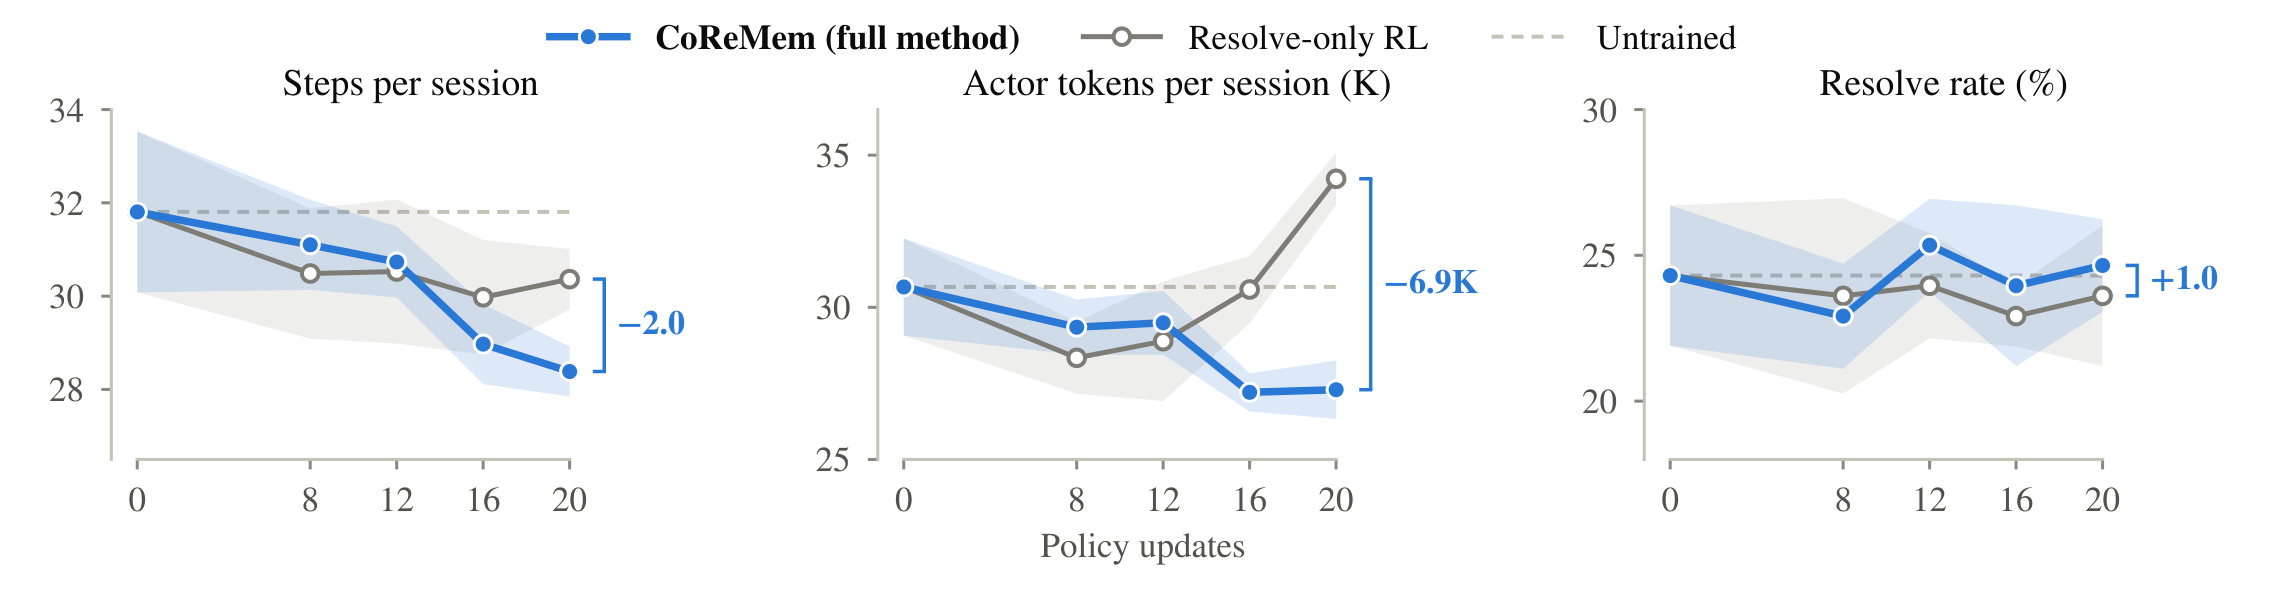 CoReMem (full method) Resolve-only RL Untrained
Steps per session
34
32
30
28
−2.0
0 8 12 16 20
Actor tokens per session (K)
35
30
25
−6.9K
0 8 12 16 20
Policy updates
Resolve rate (%)
30
25
20
+1.0
0 8 12 16 20